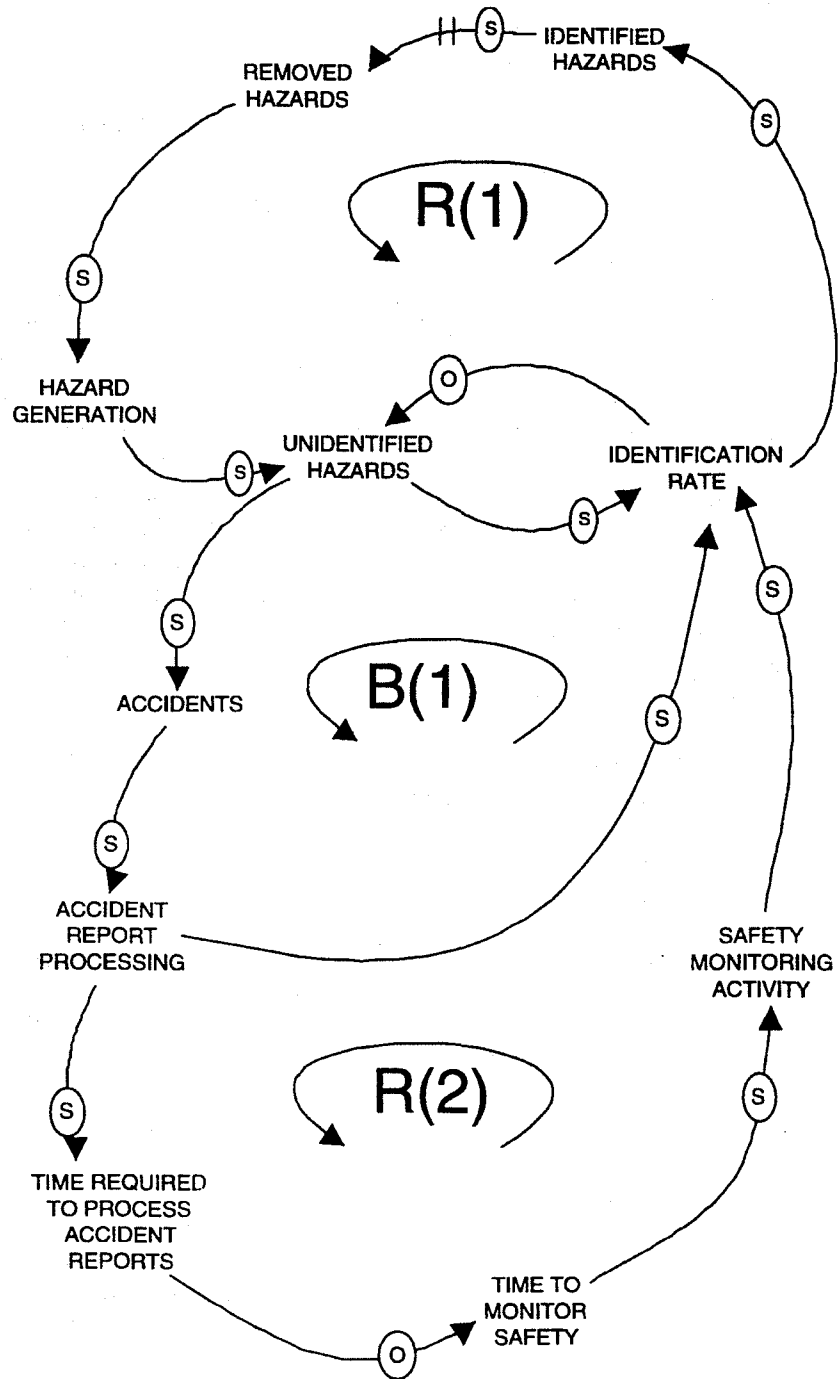 S
IDENTIFIED
HAZARDS
REMOVED
HAZARDS
S
R(1)
S
HAZARD
GENERATION
O
UNIDENTIFIED
HAZARDS
IDENTIFICATION
RATE
S
S
S
S
ACCIDENTS
B(1)
S
S
ACCIDENT
REPORT
PROCESSING
SAFETY
MONITORING
ACTIVITY
R(2)
S
S
TIME REQUIRED
TO PROCESS
ACCIDENT
REPORTS
TIME TO
MONITOR
SAFETY
O